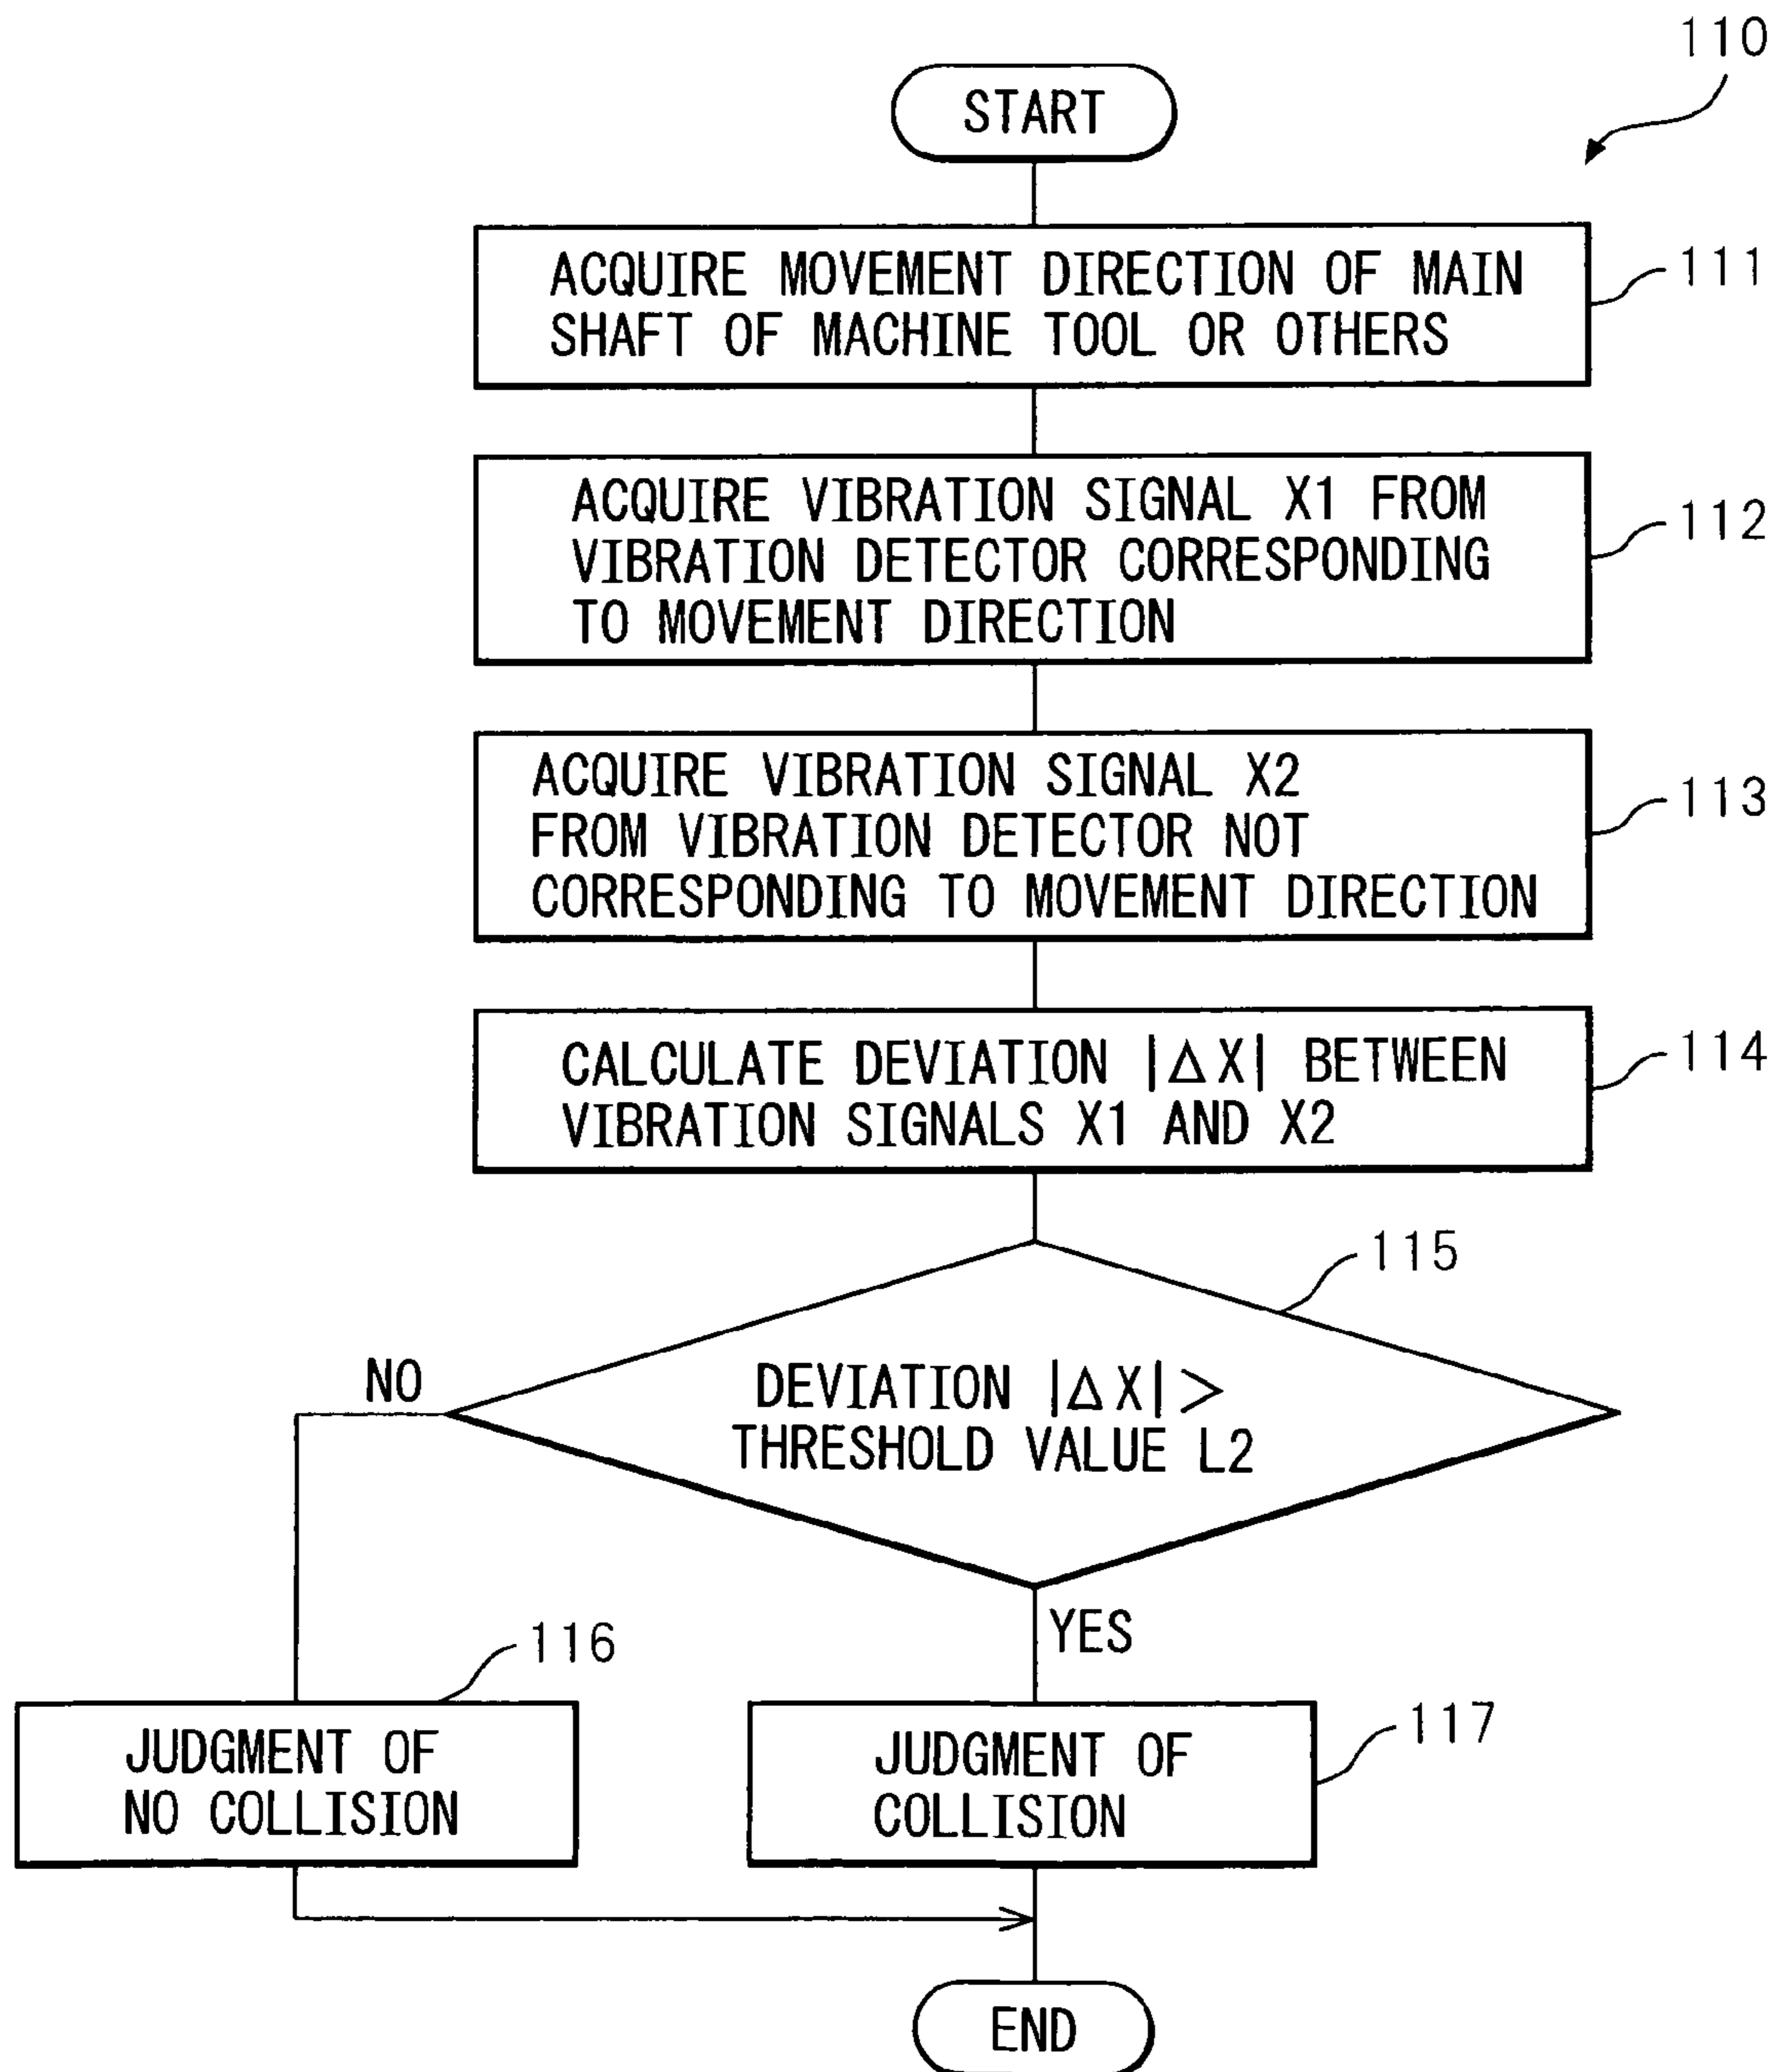 110
START
ACQUIRE MOVEMENT DIRECTION OF MAIN
SHAFT OF MACHINE TOOL OR OTHERS
111
ACQUIRE VIBRATION SIGNAL X1 FROM
VIBRATION DETECTOR CORRESPONDING
TO MOVEMENT DIRECTION
112
ACQUIRE VIBRATION SIGNAL X2
FROM VIBRATION DETECTOR NOT
CORRESPONDING TO MOVEMENT DIRECTION
113
CALCULATE DEVIATION |ΔX| BETWEEN
VIBRATION SIGNALS X1 AND X2
114
115
DEVIATION |ΔX|>
THRESHOLD VALUE L2
NO
YES
116
JUDGMENT OF
NO COLLISION
117
JUDGMENT OF
COLLISION
END